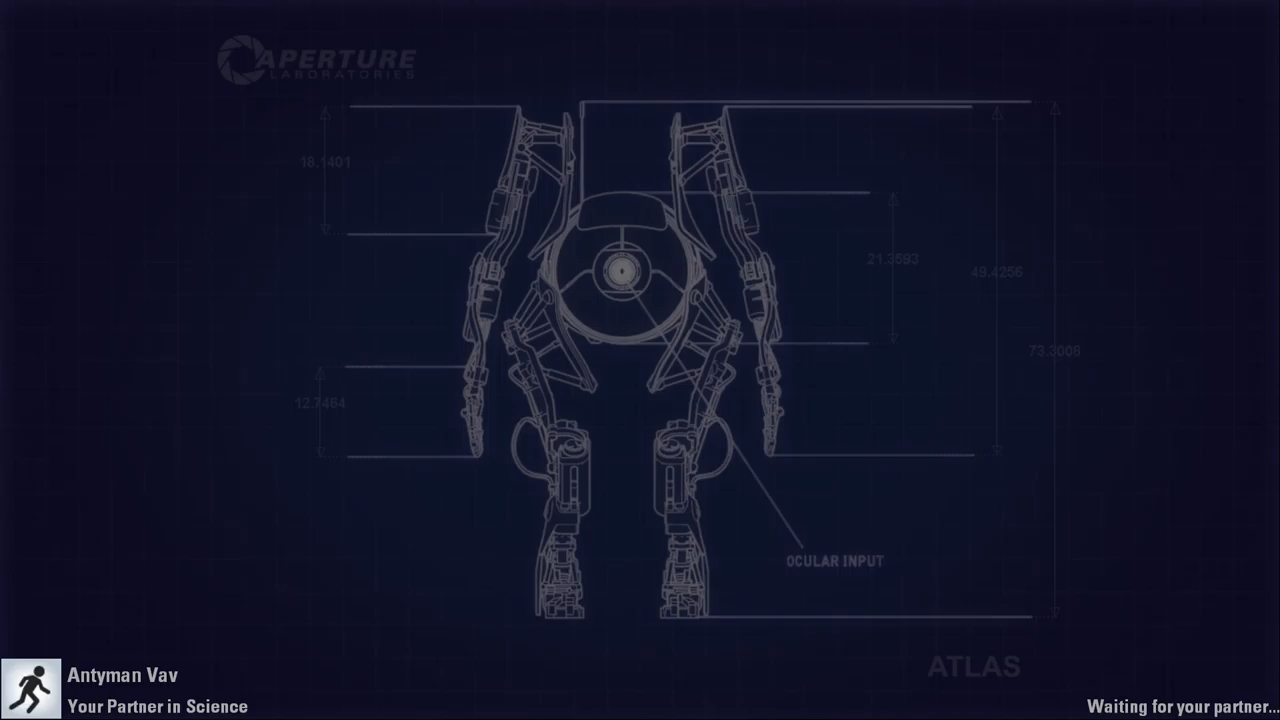 APERTURE
LABORATORIES
18.1401
21.3583
49.4256
73.3006
12.7464
OCULAR INPUT
ATLAS
Antyman Vav
Your Partner in Science
Waiting for your partner...